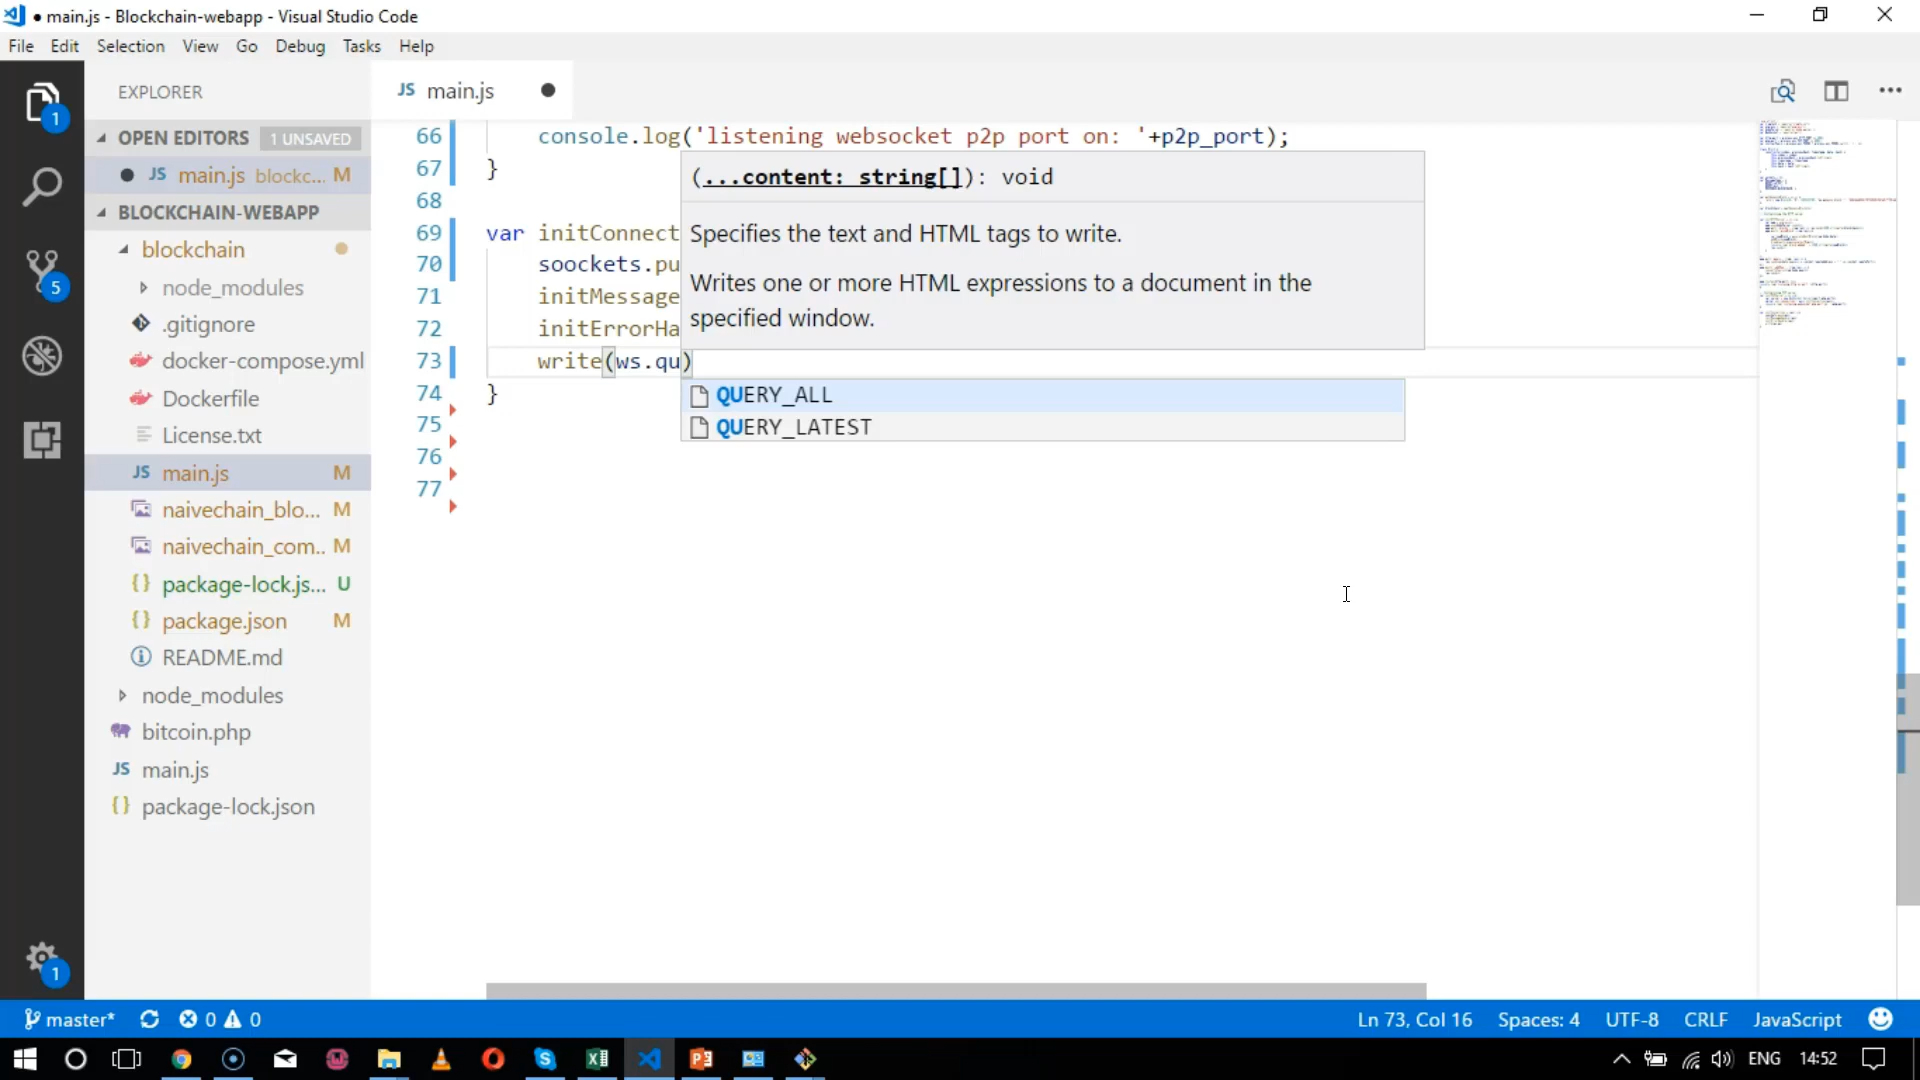 main.js - Blockchain-webapp - Visual Studio Code
File Edit Selection View Go Debug Tasks Help
EXPLORER
JS main.js
OPEN EDITORS 1 UNSAVED
JS main.js blockc... M
BLOCKCHAIN-WEBAPP
blockchain
node_modules
.gitignore
docker-compose.yml
Dockerfile
License.txt
JS main.js M
naivechain_blo... M
naivechain_com.. M
{} package-lock.js... U
{} package.json M
README.md
node_modules
bitcoin.php
JS main.js
{} package-lock.json
1
5
1
66 console.log('listening websocket p2p port on: '+p2p_port);
67 }
68
69 var initConnect
70 soockets.pu
71 initMessage
72 initErrorHa
73 write(ws.qu)
74 }
75
76
77
(...content: string[]): void
Specifies the text and HTML tags to write.
Writes one or more HTML expressions to a document in the
specified window.
QUERY_ALL
QUERY_LATEST
master* 0 0 Ln 73, Col 16 Spaces: 4 UTF-8 CRLF JavaScript
ENG 14:52